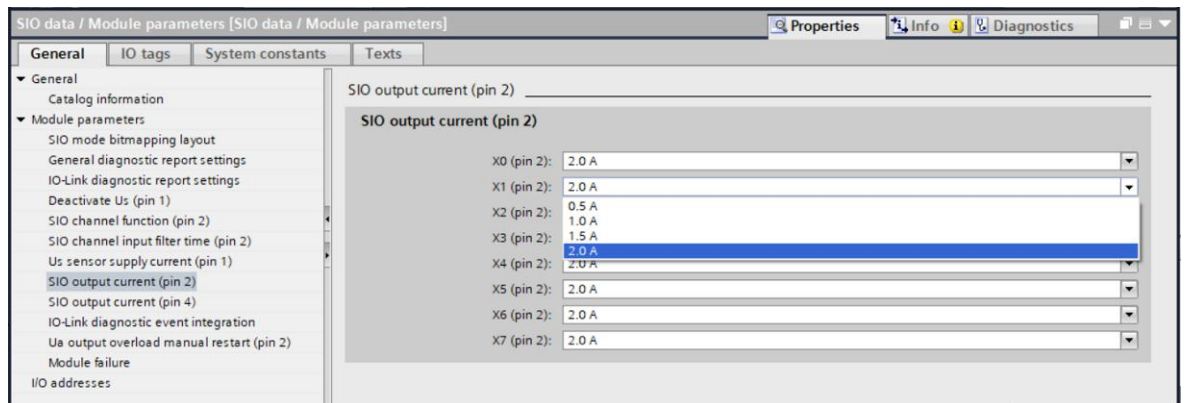 SIO data / Module parameters [SIO data / Module parameters]
Properties
Info
Diagnostics
General
IO tags
System constants
Texts
General
Catalog information
Module parameters
SIO mode bitmapping layout
General diagnostic report settings
IO-Link diagnostic report settings
Deactivate Us (pin 1)
SIO channel function (pin 2)
SIO channel input filter time (pin 2)
Us sensor supply current (pin 1)
SIO output current (pin 2)
SIO output current (pin 4)
IO-Link diagnostic event integration
Ua output overload manual restart (pin 2)
Module failure
I/O addresses
SIO output current (pin 2)
SIO output current (pin 2)
X0 (pin 2): 2.0 A
X1 (pin 2): 2.0 A
0.5 A
X2 (pin 2):
1.0 A
X3 (pin 2): 1.5 A
2.0 A
X4 (pin 2): 2.0 A
X5 (pin 2): 2.0 A
X6 (pin 2): 2.0 A
X7 (pin 2): 2.0 A